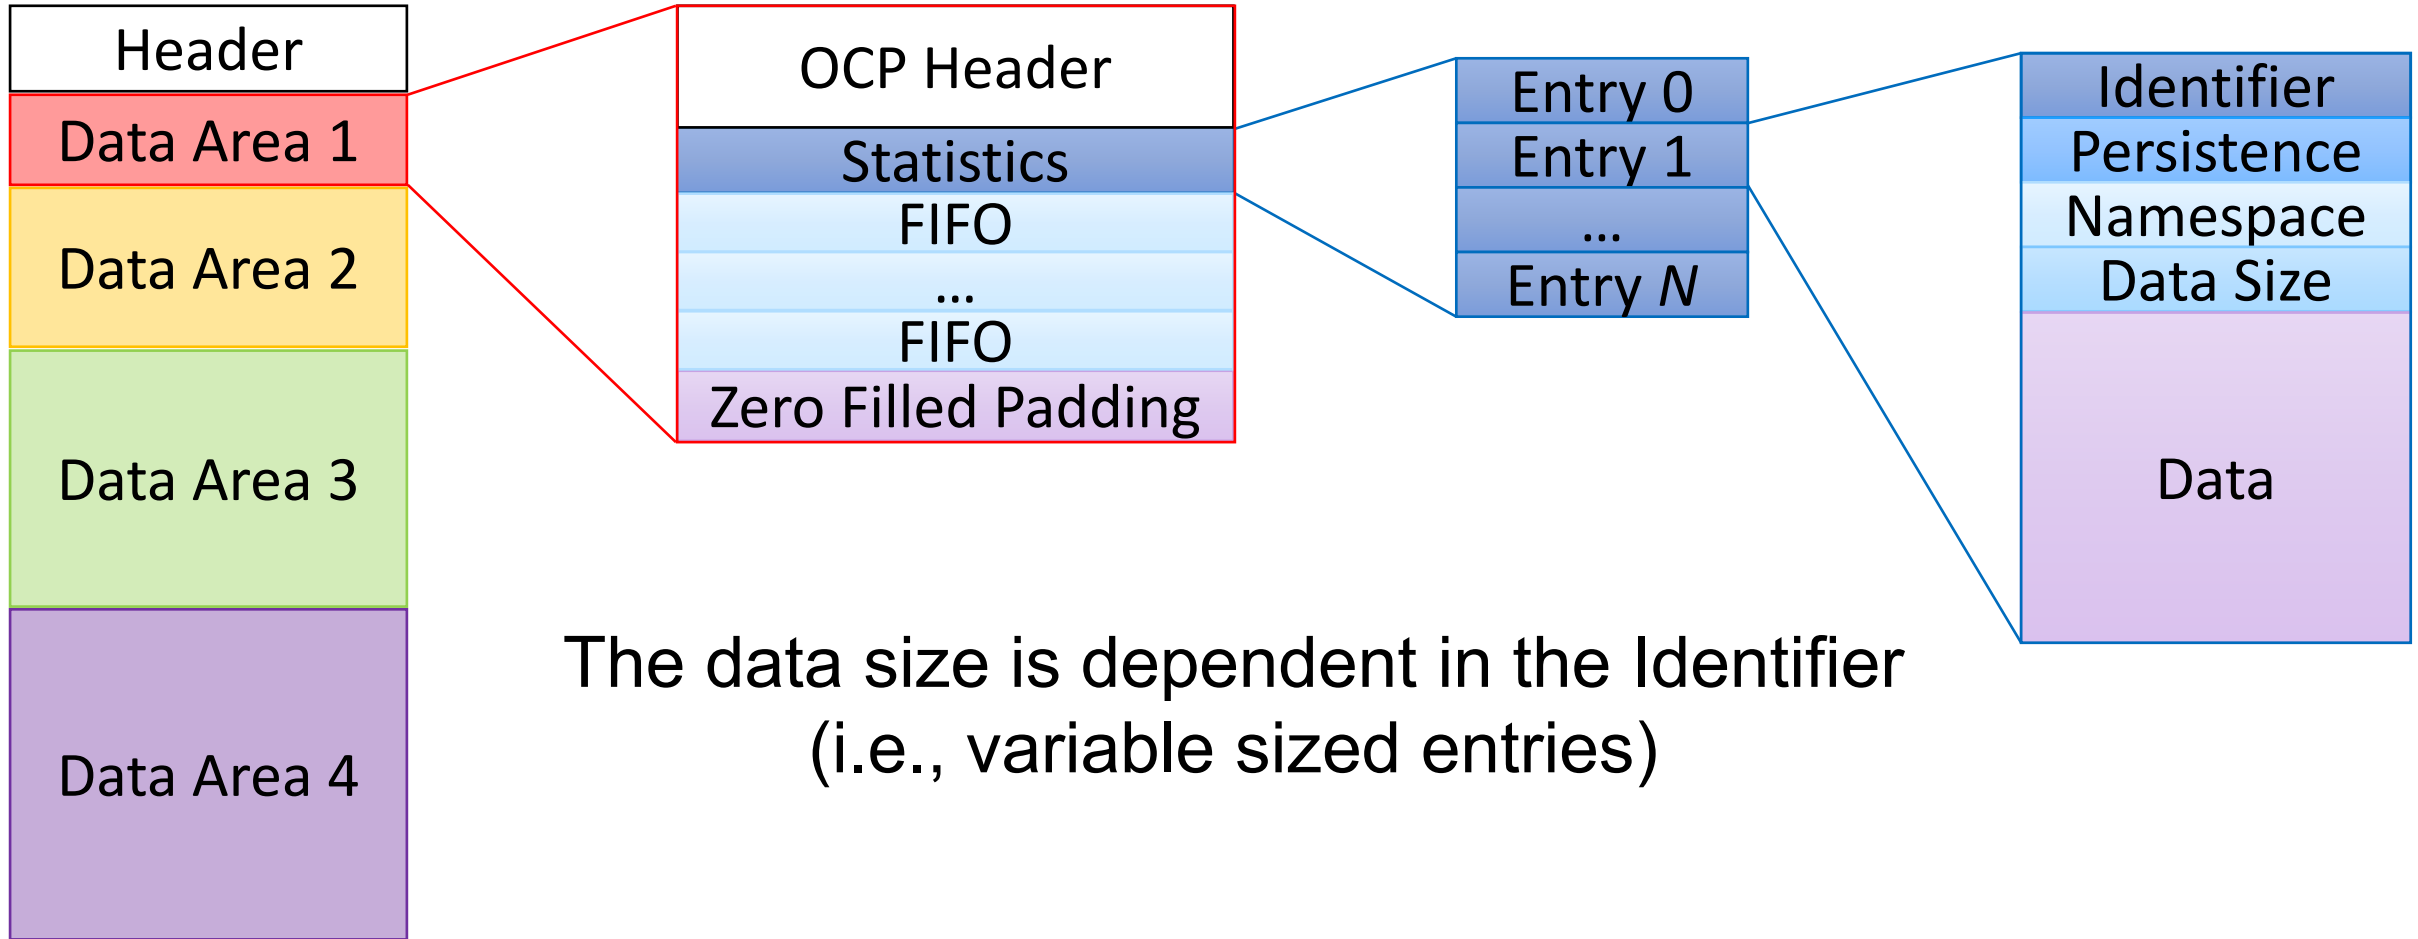 Header
Data Area 1
Data Area 2
Data Area 3
Data Area 4
OCP Header
Statistics
FIFO
...
FIFO
Zero Filled Padding
Entry 0
Entry 1
...
Entry N
Identifier
Persistence
Namespace
Data Size
Data
The data size is dependent in the Identifier
(i.e., variable sized entries)